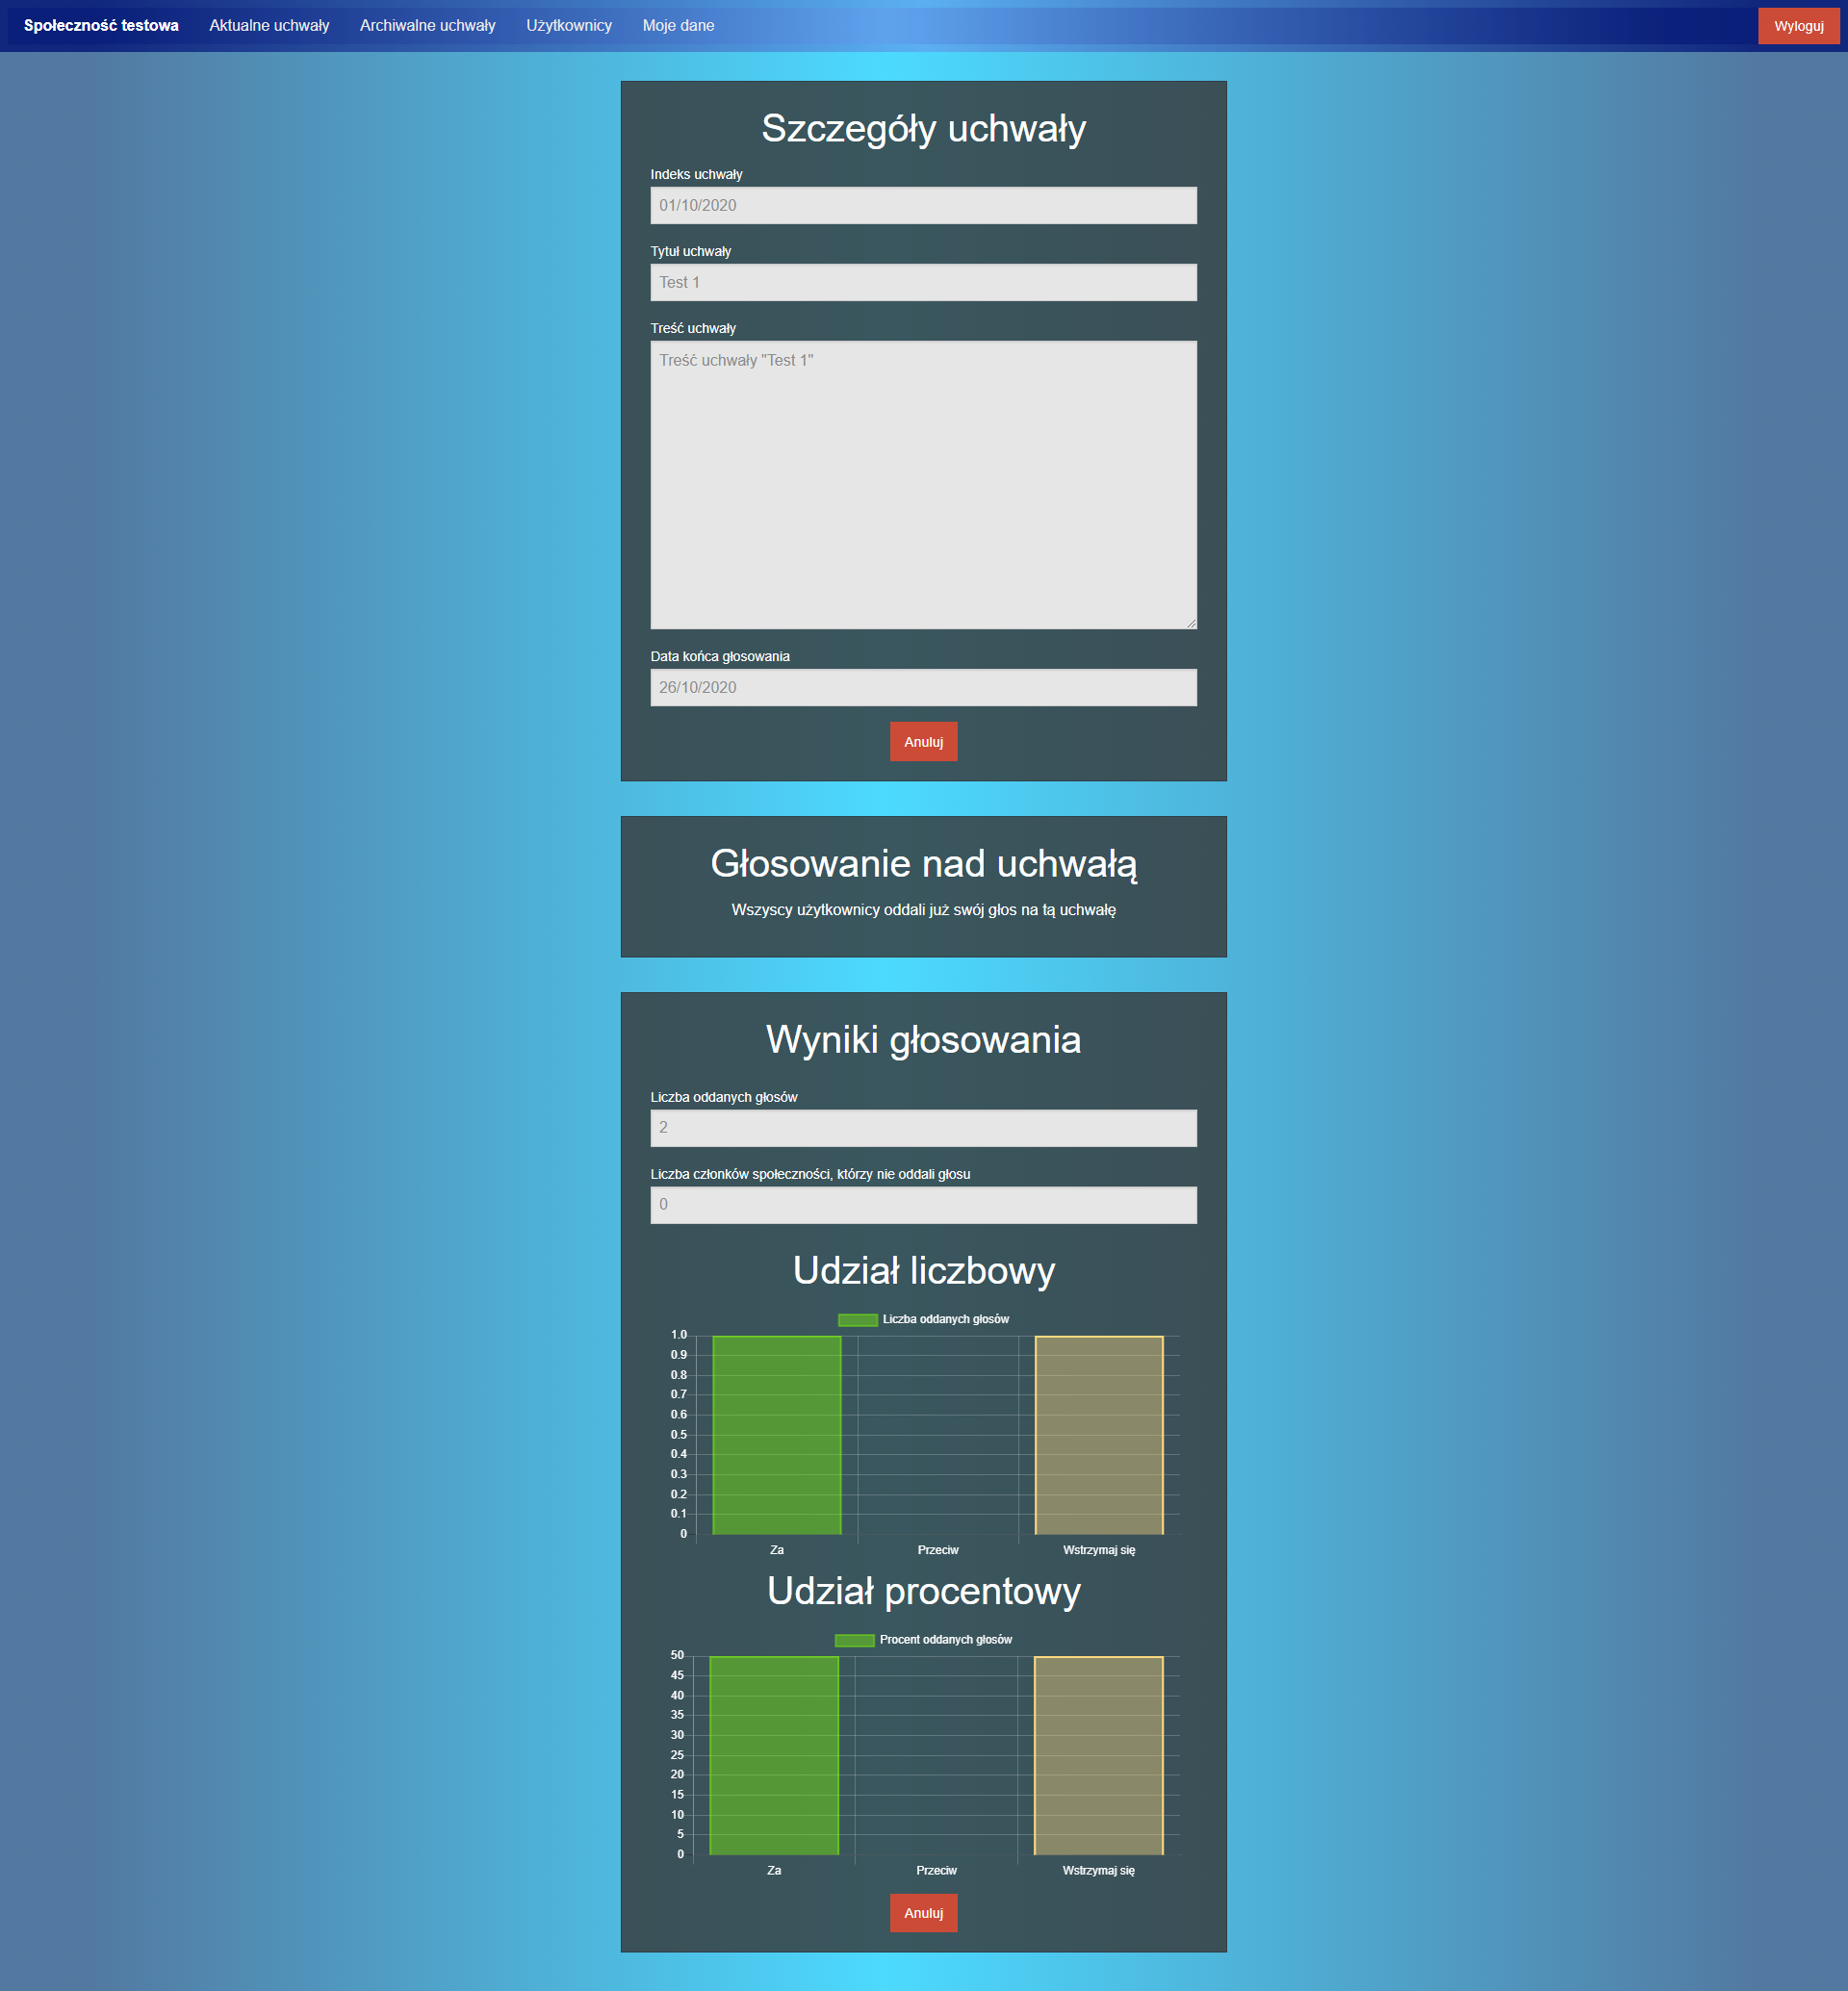 Społeczność testowa Aktualne uchwały Archiwalne uchwały Użytkownicy Moje dane Wyloguj
Szczegóły uchwały
Indeks uchwały
01/10/2020
Tytuł uchwały
Test 1
Treść uchwały
Treść uchwały "Test 1"
Data końca głosowania
26/10/2020
Anuluj
Głosowanie nad uchwałą
Wszyscy użytkownicy oddali już swój głos na tą uchwałę
Wyniki głosowania
Liczba oddanych głosów
2
Liczba członków społeczności, którzy nie oddali głosu
0
Udział liczbowy
Liczba oddanych głosów
1.0
0.9
0.8
0.7
0.6
0.5
0.4
0.3
0.2
0.1
0
Za Przeciw Wstrzymaj się
Udział procentowy
Procent oddanych głosów
50
45
40
35
30
25
20
15
10
5
0
Za Przeciw Wstrzymaj się
Anuluj